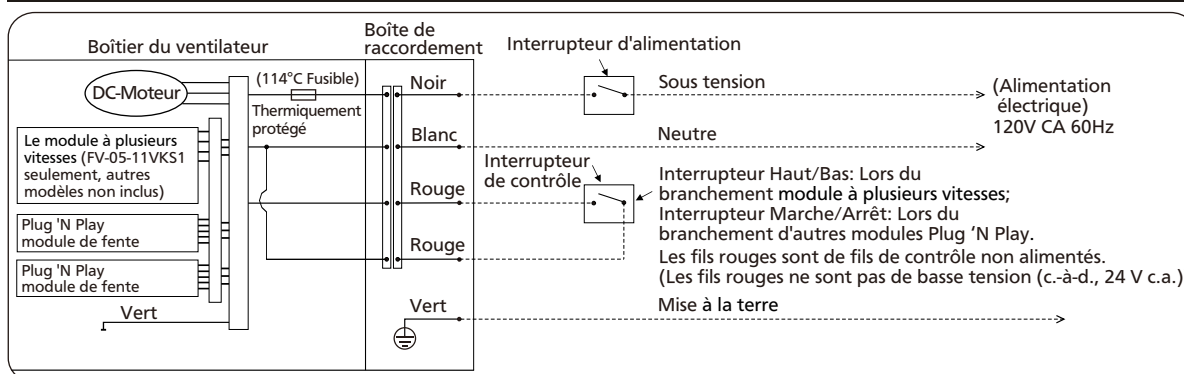 Boîtier du ventilateur
Boîte de
raccordement
Interrupteur d'alimentation
DC-Moteur
(114°C Fusible)
Thermiquement
protégé
Noir
Sous tension
(Alimentation
électrique)
120V CA 60Hz
Le module à plusieurs
vitesses (FV-05-11VKS1
seulement, autres
modèles non inclus)
Blanc
Neutre
Interrupteur
de contrôle
Rouge
Interrupteur Haut/Bas: Lors du
branchement module à plusieurs vitesses;
Interrupteur Marche/Arrêt: Lors du
branchement d'autres modules Plug ‘N Play.
Les fils rouges sont de fils de contrôle non alimentés.
(Les fils rouges ne sont pas de basse tension (c.-à-d., 24 V c.a.)
Plug 'N Play
module de fente
Rouge
Plug 'N Play
module de fente
Vert
Vert
Mise à la terre